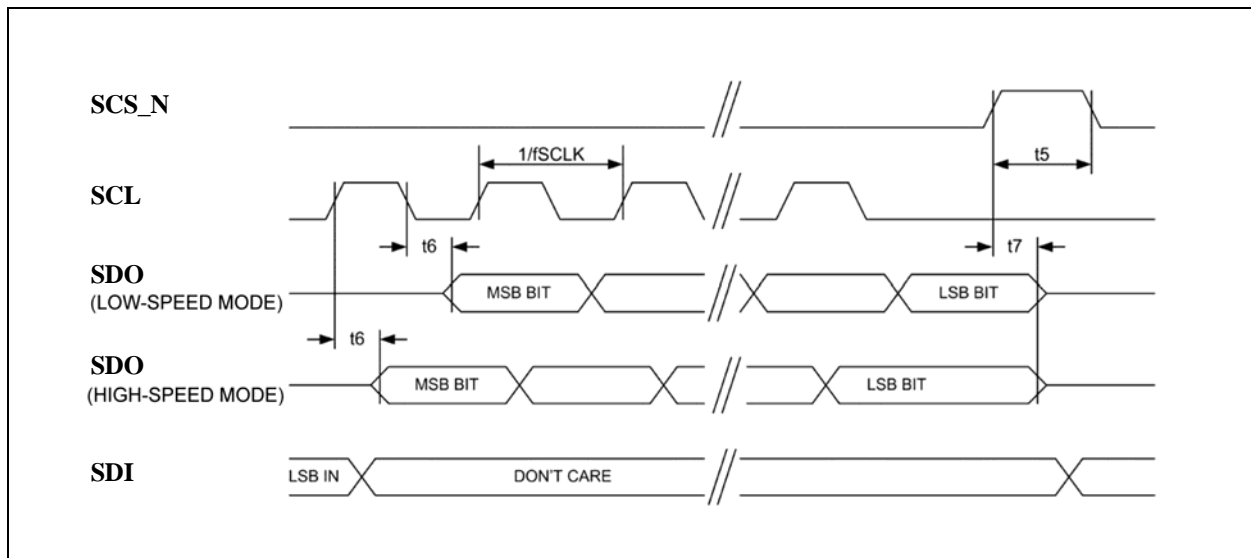 SCS_N
1/fSCLK
t5
SCL
t6
t7
SDO
(LOW-SPEED MODE)
MSB BIT
LSB BIT
t6
SDO
(HIGH-SPEED MODE)
MSB BIT
LSB BIT
SDI
LSB IN
DON'T CARE